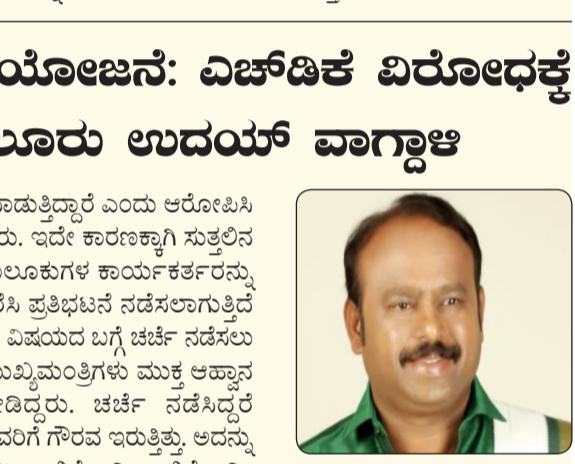 ಯೋಜನೆ: ಎಚ್‌ಡಿಕೆ ವಿರೋಧಕ್ಕೆ
ಲೂರು ಉದಯ್ ವಾಗ್ದಾಳಿ
ಾಡುತ್ತಿದ್ದಾರೆ ಎಂದು ಆರೋಪಿಸಿ
ರು. ಇದೇ ಕಾರಣಕ್ಕಾಗಿ ಸುತ್ತಲಿನ
ಲೂಕುಗಳ ಕಾರ್ಯಕರ್ತರನ್ನು
ಸಿ ಪ್ರತಿಭಟನೆ ನಡೆಸಲಾಗುತ್ತಿದೆ
ವಿಷಯದ ಬಗ್ಗೆ ಚರ್ಚೆ ನಡೆಸಲು
ಮುಖ್ಯಮಂತ್ರಿಗಳು ಮುಕ್ತ ಆಹ್ವಾನ
ಡಿದ್ದರು. ಚರ್ಚೆ ನಡೆಸಿದ್ದರೆ
ವರಿಗೆ ಗೌರವ ಇರುತ್ತಿತ್ತು. ಅದನ್ನು